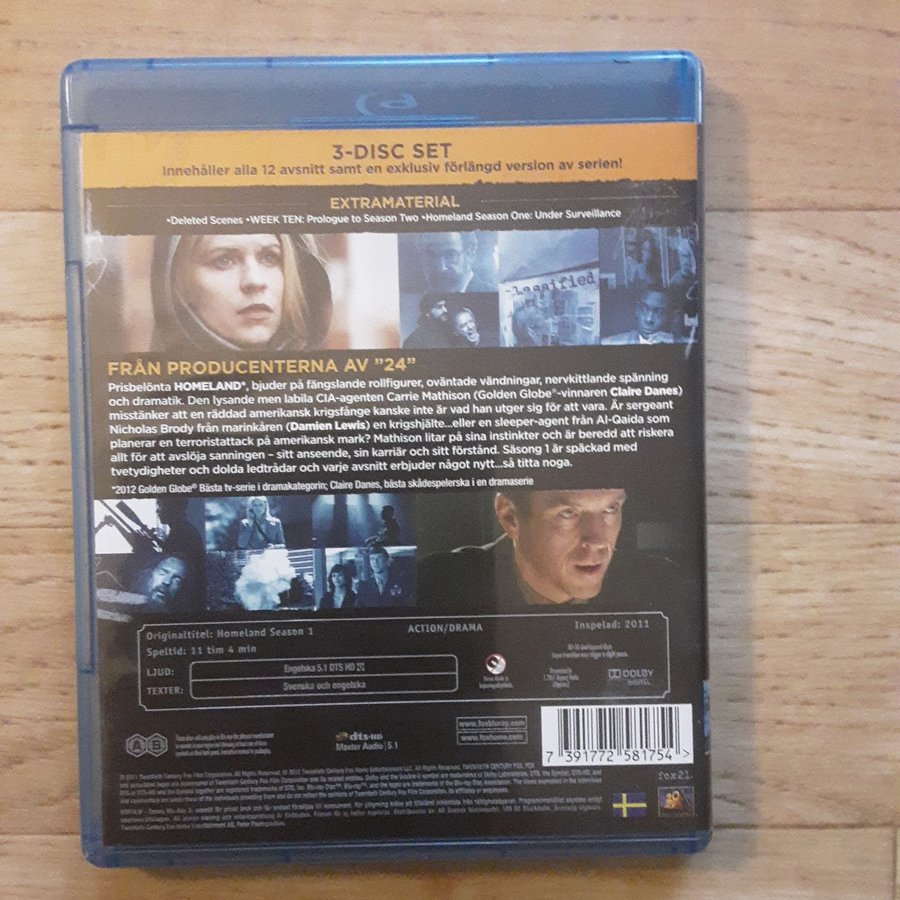 3-DISC SET
Innehåller alla 12 avsnitt samt en exklusiv förlängd version av serien!
EXTRAMATERIAL
•Deleted Scenes •WEEK TEN: Prologue to Season Two •Homeland Season One: Under Surveillance
classified
FRÅN PRODUCENTERNA AV ”24”
Prisbelönta HOMELAND*, bjuder på fängslande rollfigurer, oväntade vändningar, nervkittlande spänning
och dramatik. Den lysande men labila CIA-agenten Carrie Mathison (Golden Globe®-vinnaren Claire Danes)
misstänker att en räddad amerikansk krigsfånge kanske inte är vad han utger sig för att vara. Är sergeant
Nicholas Brody från marinkåren (Damien Lewis) en krigshjälte...eller en sleeper-agent från Al-Qaida som
planerar en terroristattack på amerikansk mark? Mathison litar på sina instinkter och är beredd att riskera
allt för att avslöja sanningen – sitt anseende, sin karriär och sitt förstånd. Säsong 1 är späckad med
tvetydigheter och dolda ledtrådar och varje avsnitt erbjuder något nytt...så titta noga.
*2012 Golden Globe® Bästa tv-serie i dramakategorin; Claire Danes, bästa skådespelerska i en dramaserie
Originaltitel: Homeland Season 1 ACTION/DRAMA Inspelad: 2011
Speltid: 11 tim 4 min
LJUD: Engelska 5.1 DTS HD
TEXTER: Svenska och engelska
DOLBY
DIGITAL
A B
dts-HD
Master Audio 5.1
www.foxbluray.com
www.foxhome.com
7 391772 581754 >
fox21